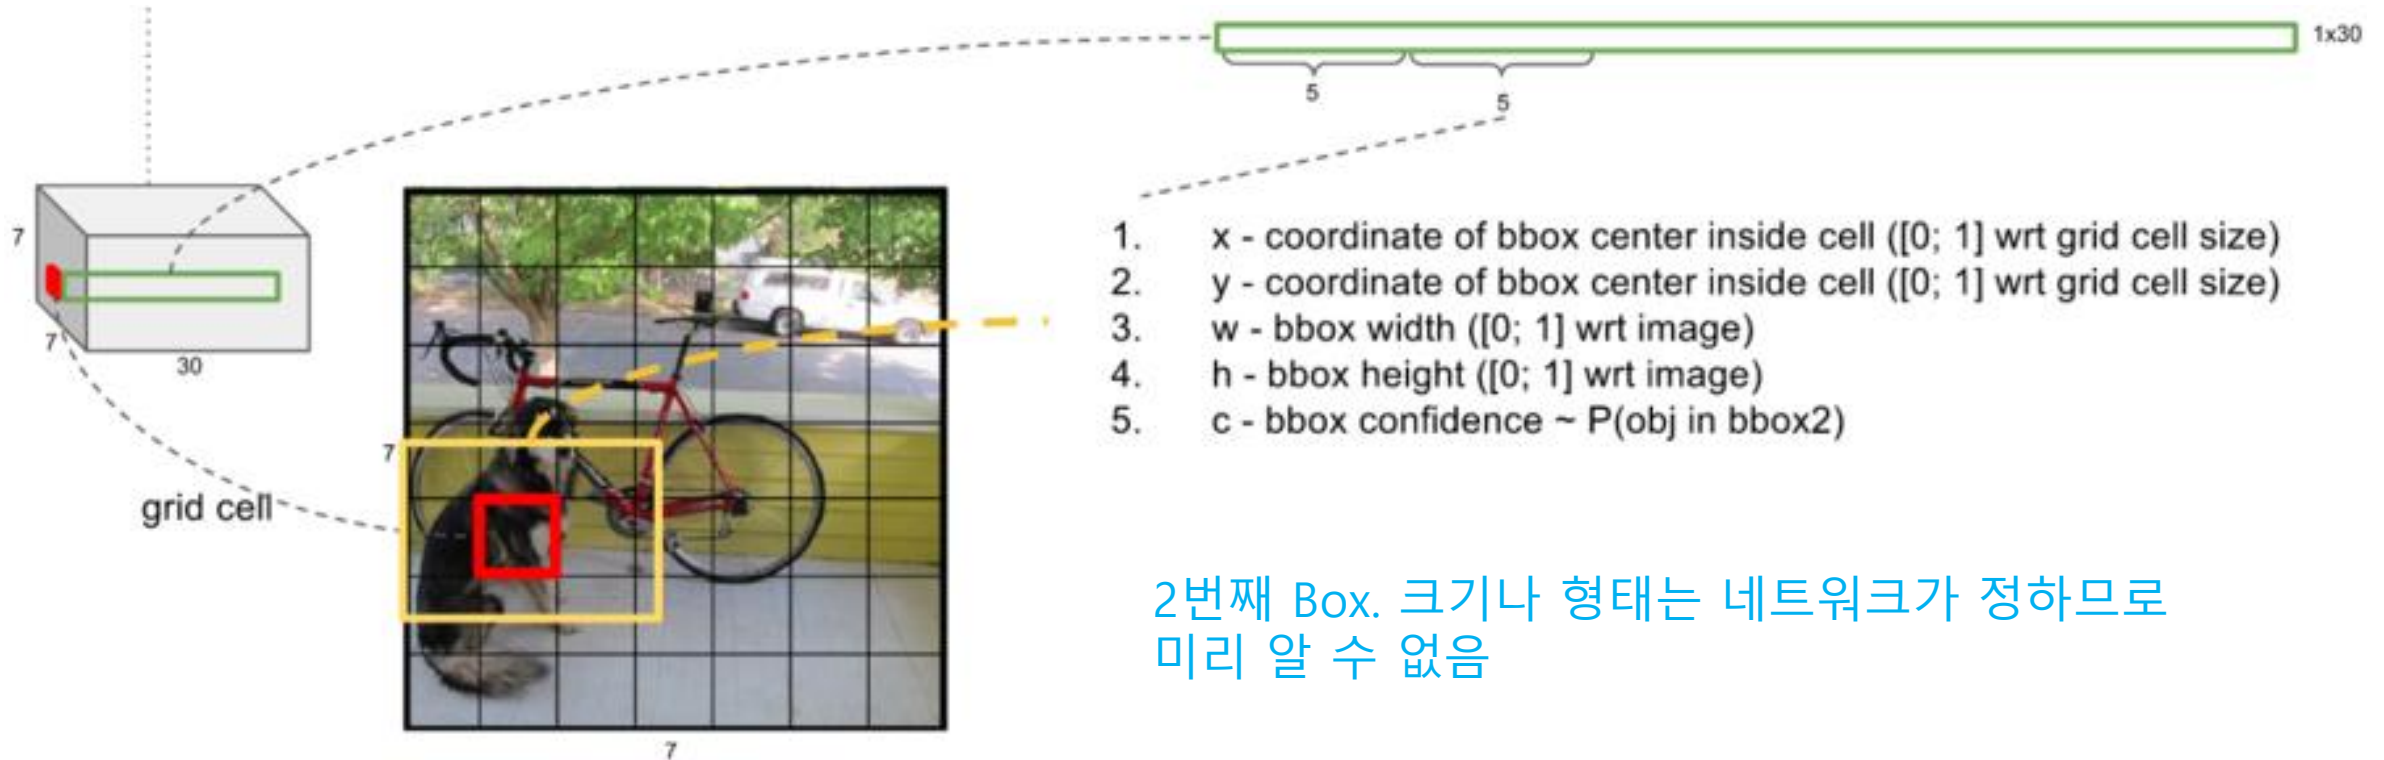 1x30
5
5
7
7
30
grid cell
7
7
1. x - coordinate of bbox center inside cell ([0; 1] wrt grid cell size)
2. y - coordinate of bbox center inside cell ([0; 1] wrt grid cell size)
3. w - bbox width ([0; 1] wrt image)
4. h - bbox height ([0; 1] wrt image)
5. c - bbox confidence ~ P(obj in bbox2)
2번째 Box. 크기나 형태는 네트워크가 정하므로
미리 알 수 없음